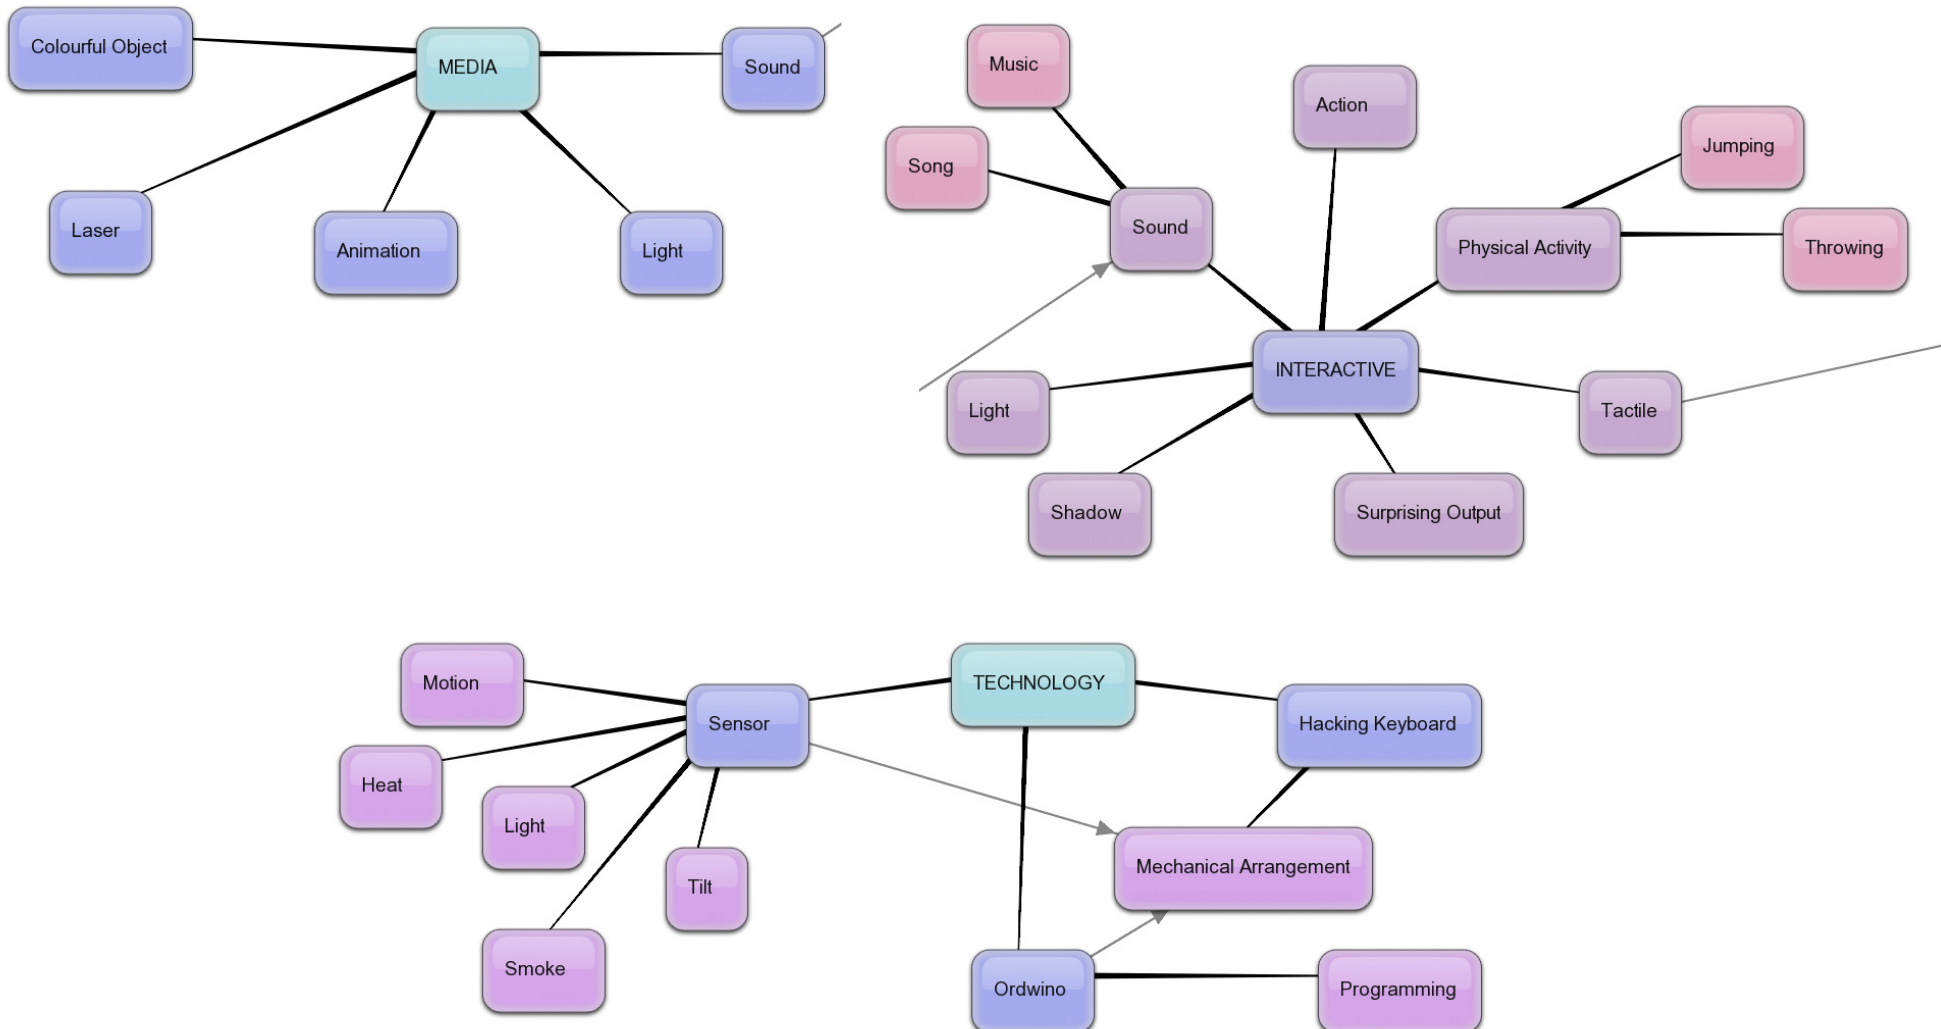 Colourful Object
MEDIA
Sound
Laser
Animation
Light
Music
Action
Song
Jumping
Sound
Physical Activity
Throwing
INTERACTIVE
Light
Tactile
Shadow
Surprising Output
Motion
TECHNOLOGY
Sensor
Hacking Keyboard
Heat
Light
Mechanical Arrangement
Tilt
Smoke
Ordwino
Programming